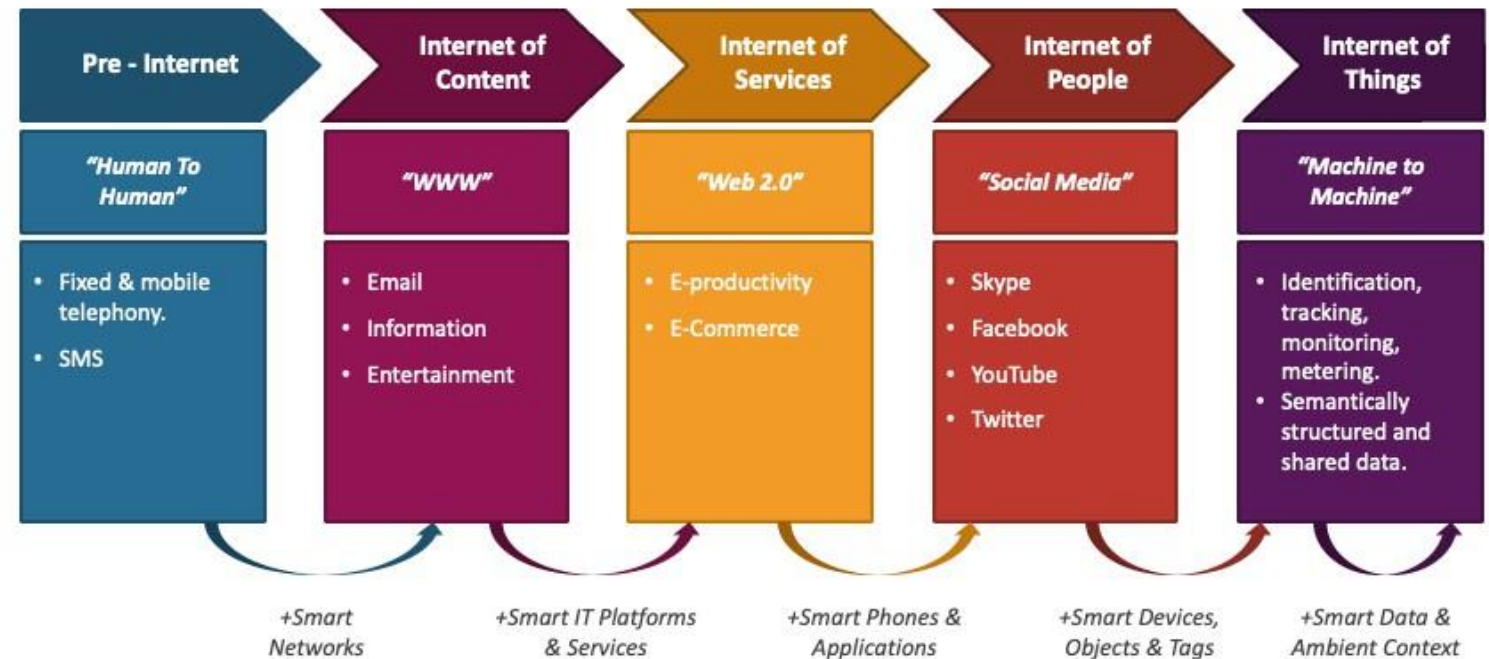 Pre - Internet
Internet of
Content
Internet of
Services
Internet of
People
Internet of
Things
“Human To
Human”
“WWW”
“Web 2.0”
“Social Media”
“Machine to
Machine”
• Fixed & mobile
telephony.
• SMS
• Email
• Information
• Entertainment
• E-productivity
• E-Commerce
• Skype
• Facebook
• YouTube
• Twitter
• Identification,
tracking,
monitoring,
metering.
• Semantically
structured and
shared data.
+Smart
Networks
+Smart IT Platforms
& Services
+Smart Phones &
Applications
+Smart Devices,
Objects & Tags
+Smart Data &
Ambient Context